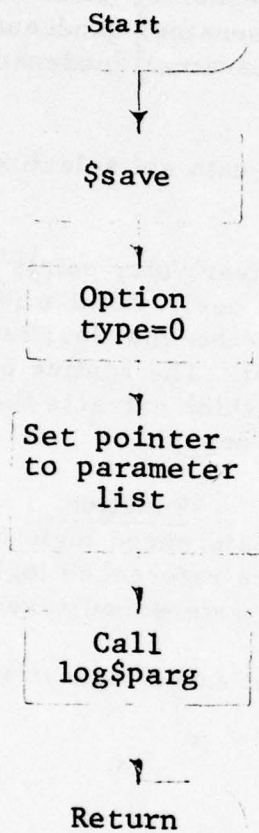 Start
$save
Option
type=0
Set pointer
to parameter
list
Call
log$parg
Return